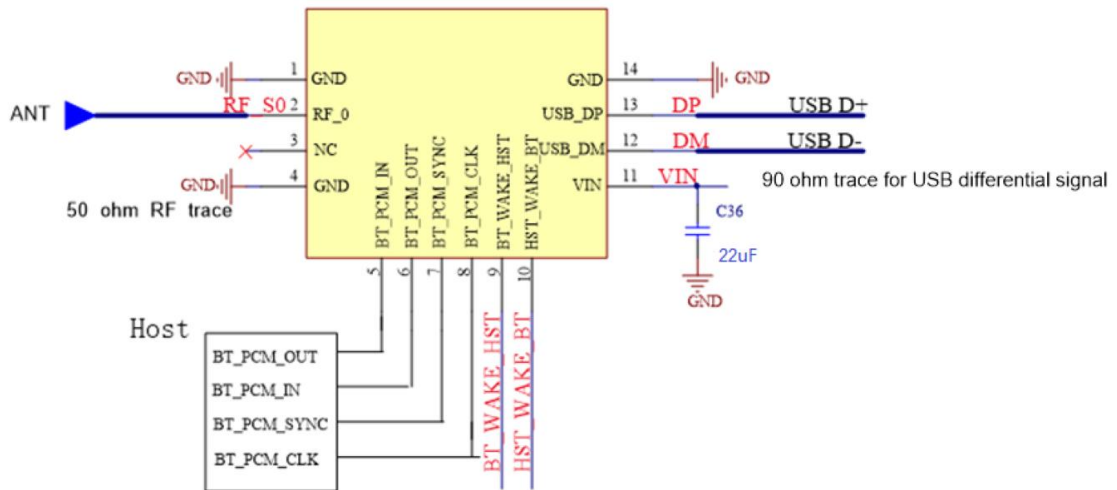 GND 1 GND
ANT RF_S0 2 RF_0
3 NC
GND 4 GND
50 ohm RF trace
GND 14 GND
USB_DP 13 DP USB D+
USB_DM 12 DM USB D-
VIN 11 VIN
90 ohm trace for USB differential signal
C36
22uF
GND
BT_PCM_IN
BT_PCM_OUT
BT_PCM_SYNC
BT_PCM_CLK
BT_WAKE_HST
HST_WAKE_BT
5
6
7
8
9
10
BT_WAKE_HST
HST_WAKE_BT
Host
BT_PCM_OUT
BT_PCM_IN
BT_PCM_SYNC
BT_PCM_CLK